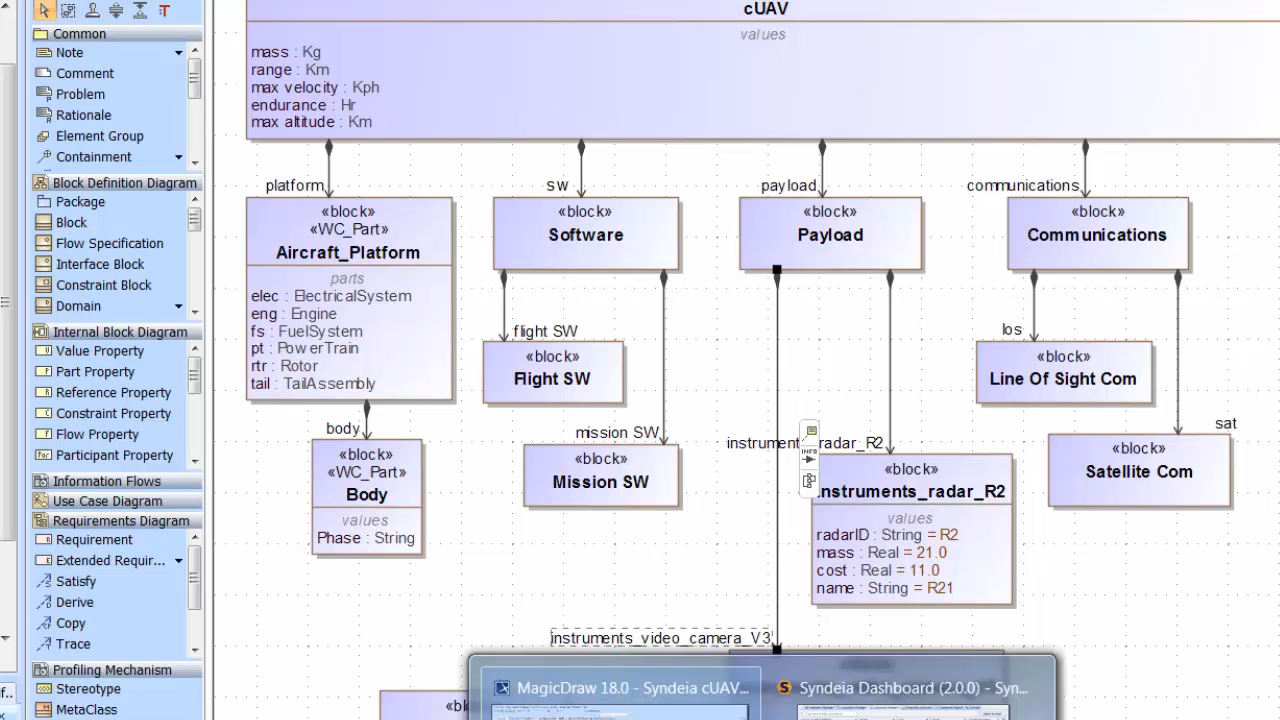 Common
Note
Comment
Problem
Rationale
Element Group
Containment
Block Definition Diagram
Package
Block
Flow Specification
Interface Block
Constraint Block
Domain
Internal Block Diagram
Value Property
Part Property
Reference Property
Constraint Property
Flow Property
Participant Property
Information Flows
Use Case Diagram
Requirements Diagram
Requirement
Extended Requir...
Satisfy
Derive
Copy
Trace
Profiling Mechanism
Stereotype
MetaClass
cUAV
values
mass : Kg
range : Km
max velocity : Kph
endurance : Hr
max altitude : Km
platform
«block»
«WC_Part»
Aircraft_Platform
parts
elec : ElectricalSystem
eng : Engine
fs : FuelSystem
pt : PowerTrain
rtr : Rotor
tail : TailAssembly
body
«block»
«WC_Part»
Body
values
Phase : String
sw
«block»
Software
flight SW
«block»
Flight SW
mission SW
«block»
Mission SW
payload
«block»
Payload
radar_R2
«block»
instruments_radar_R2
values
radarID : String = R2
mass : Real = 21.0
cost : Real = 11.0
name : String = R21
instruments_video_camera_V3
communications
«block»
Communications
los
«block»
Line Of Sight Com
sat
«block»
Satellite Com
MagicDraw 18.0 - Syndeia cUAV...
Syndeia Dashboard (2.0.0) - Syn...